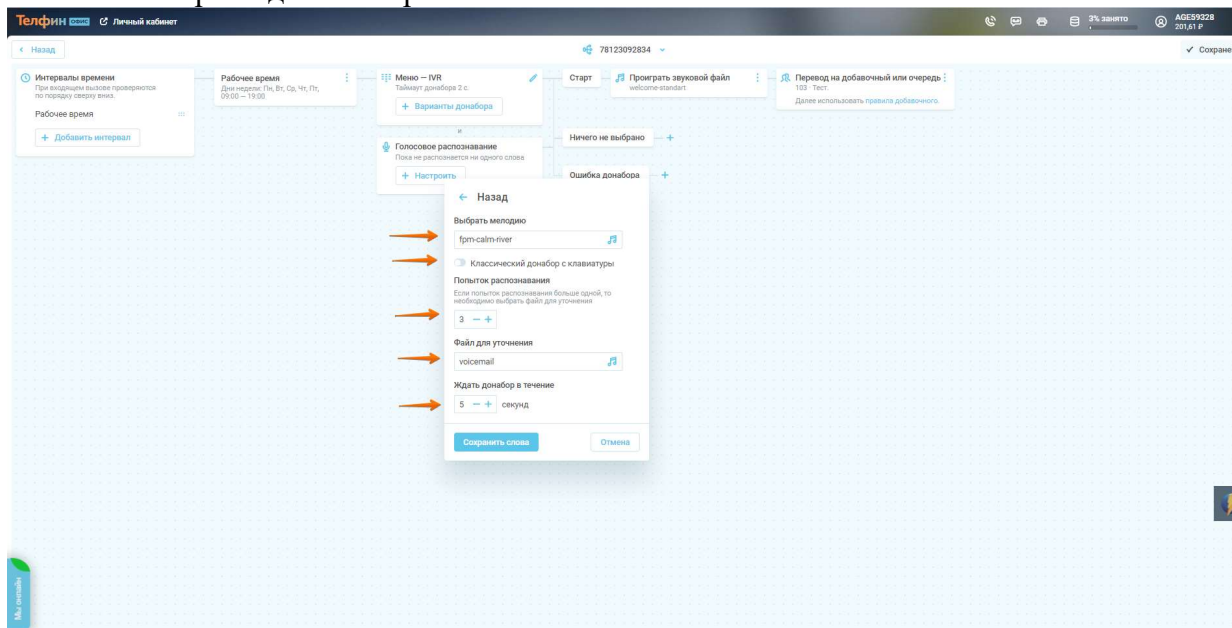 Телфин ОФИС Личный кабинет
3% занято
AGE59328
201,61 ₽
Назад
78123092834
Сохране
Интервалы времени
При входящем вызове проверяются
по порядку сверху вниз.
Рабочее время
+ Добавить интервал
Рабочее время
Дни недели: Пн, Вт, Ср, Чт, Пт,
09:00 — 19:00
Меню — IVR
Таймаут донабора 2 с.
+ Варианты донабора
и
Голосовое распознавание
Пока не распознается ни одного слова
+ Настроить
Старт
Проиграть звуковой файл
welcome-standart
Перевод на добавочный или очередь
103 · Тест.
Далее использовать правила добавочного.
Ничего не выбрано +
Ошибка донабора +
← Назад
Выбрать мелодию
fpm-calm-river
Классический донабор с клавиатуры
Попыток распознавания
Если попыток распознавания больше одной, то
необходимо выбрать файл для уточнения
3 − +
Файл для уточнения
voicemail
Ждать донабор в течение
5 − + секунд
Сохранить слова
Отмена
Мы онлайн